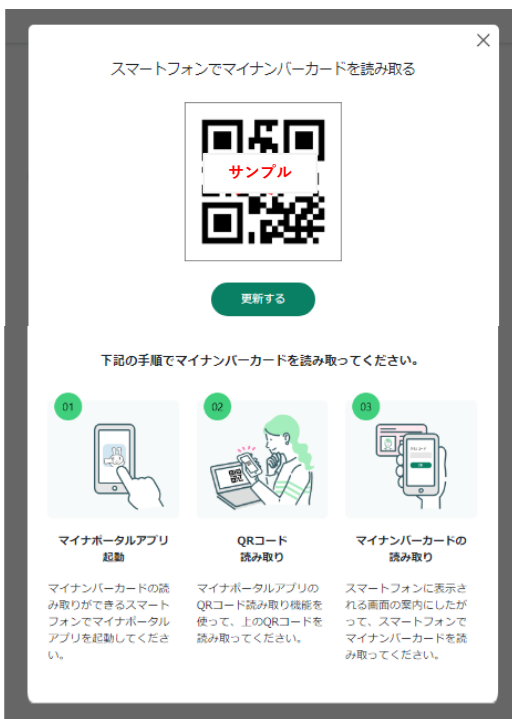 スマートフォンでマイナンバーカードを読み取る
サンプル
更新する
下記の手順でマイナンバーカードを読み取ってください。
01
マイナポータルアプリ
起動
マイナンバーカードの読
み取りができるスマート
フォンでマイナポータル
アプリを起動してくださ
い。
02
QRコード
読み取り
マイナポータルアプリの
QRコード読み取り機能を
使って、上のQRコードを
読み取ってください。
03
マイナンバーカードの
読み取り
スマートフォンに表示さ
れる画面の案内にしたが
って、スマートフォンで
マイナンバーカードを読
み取ってください。